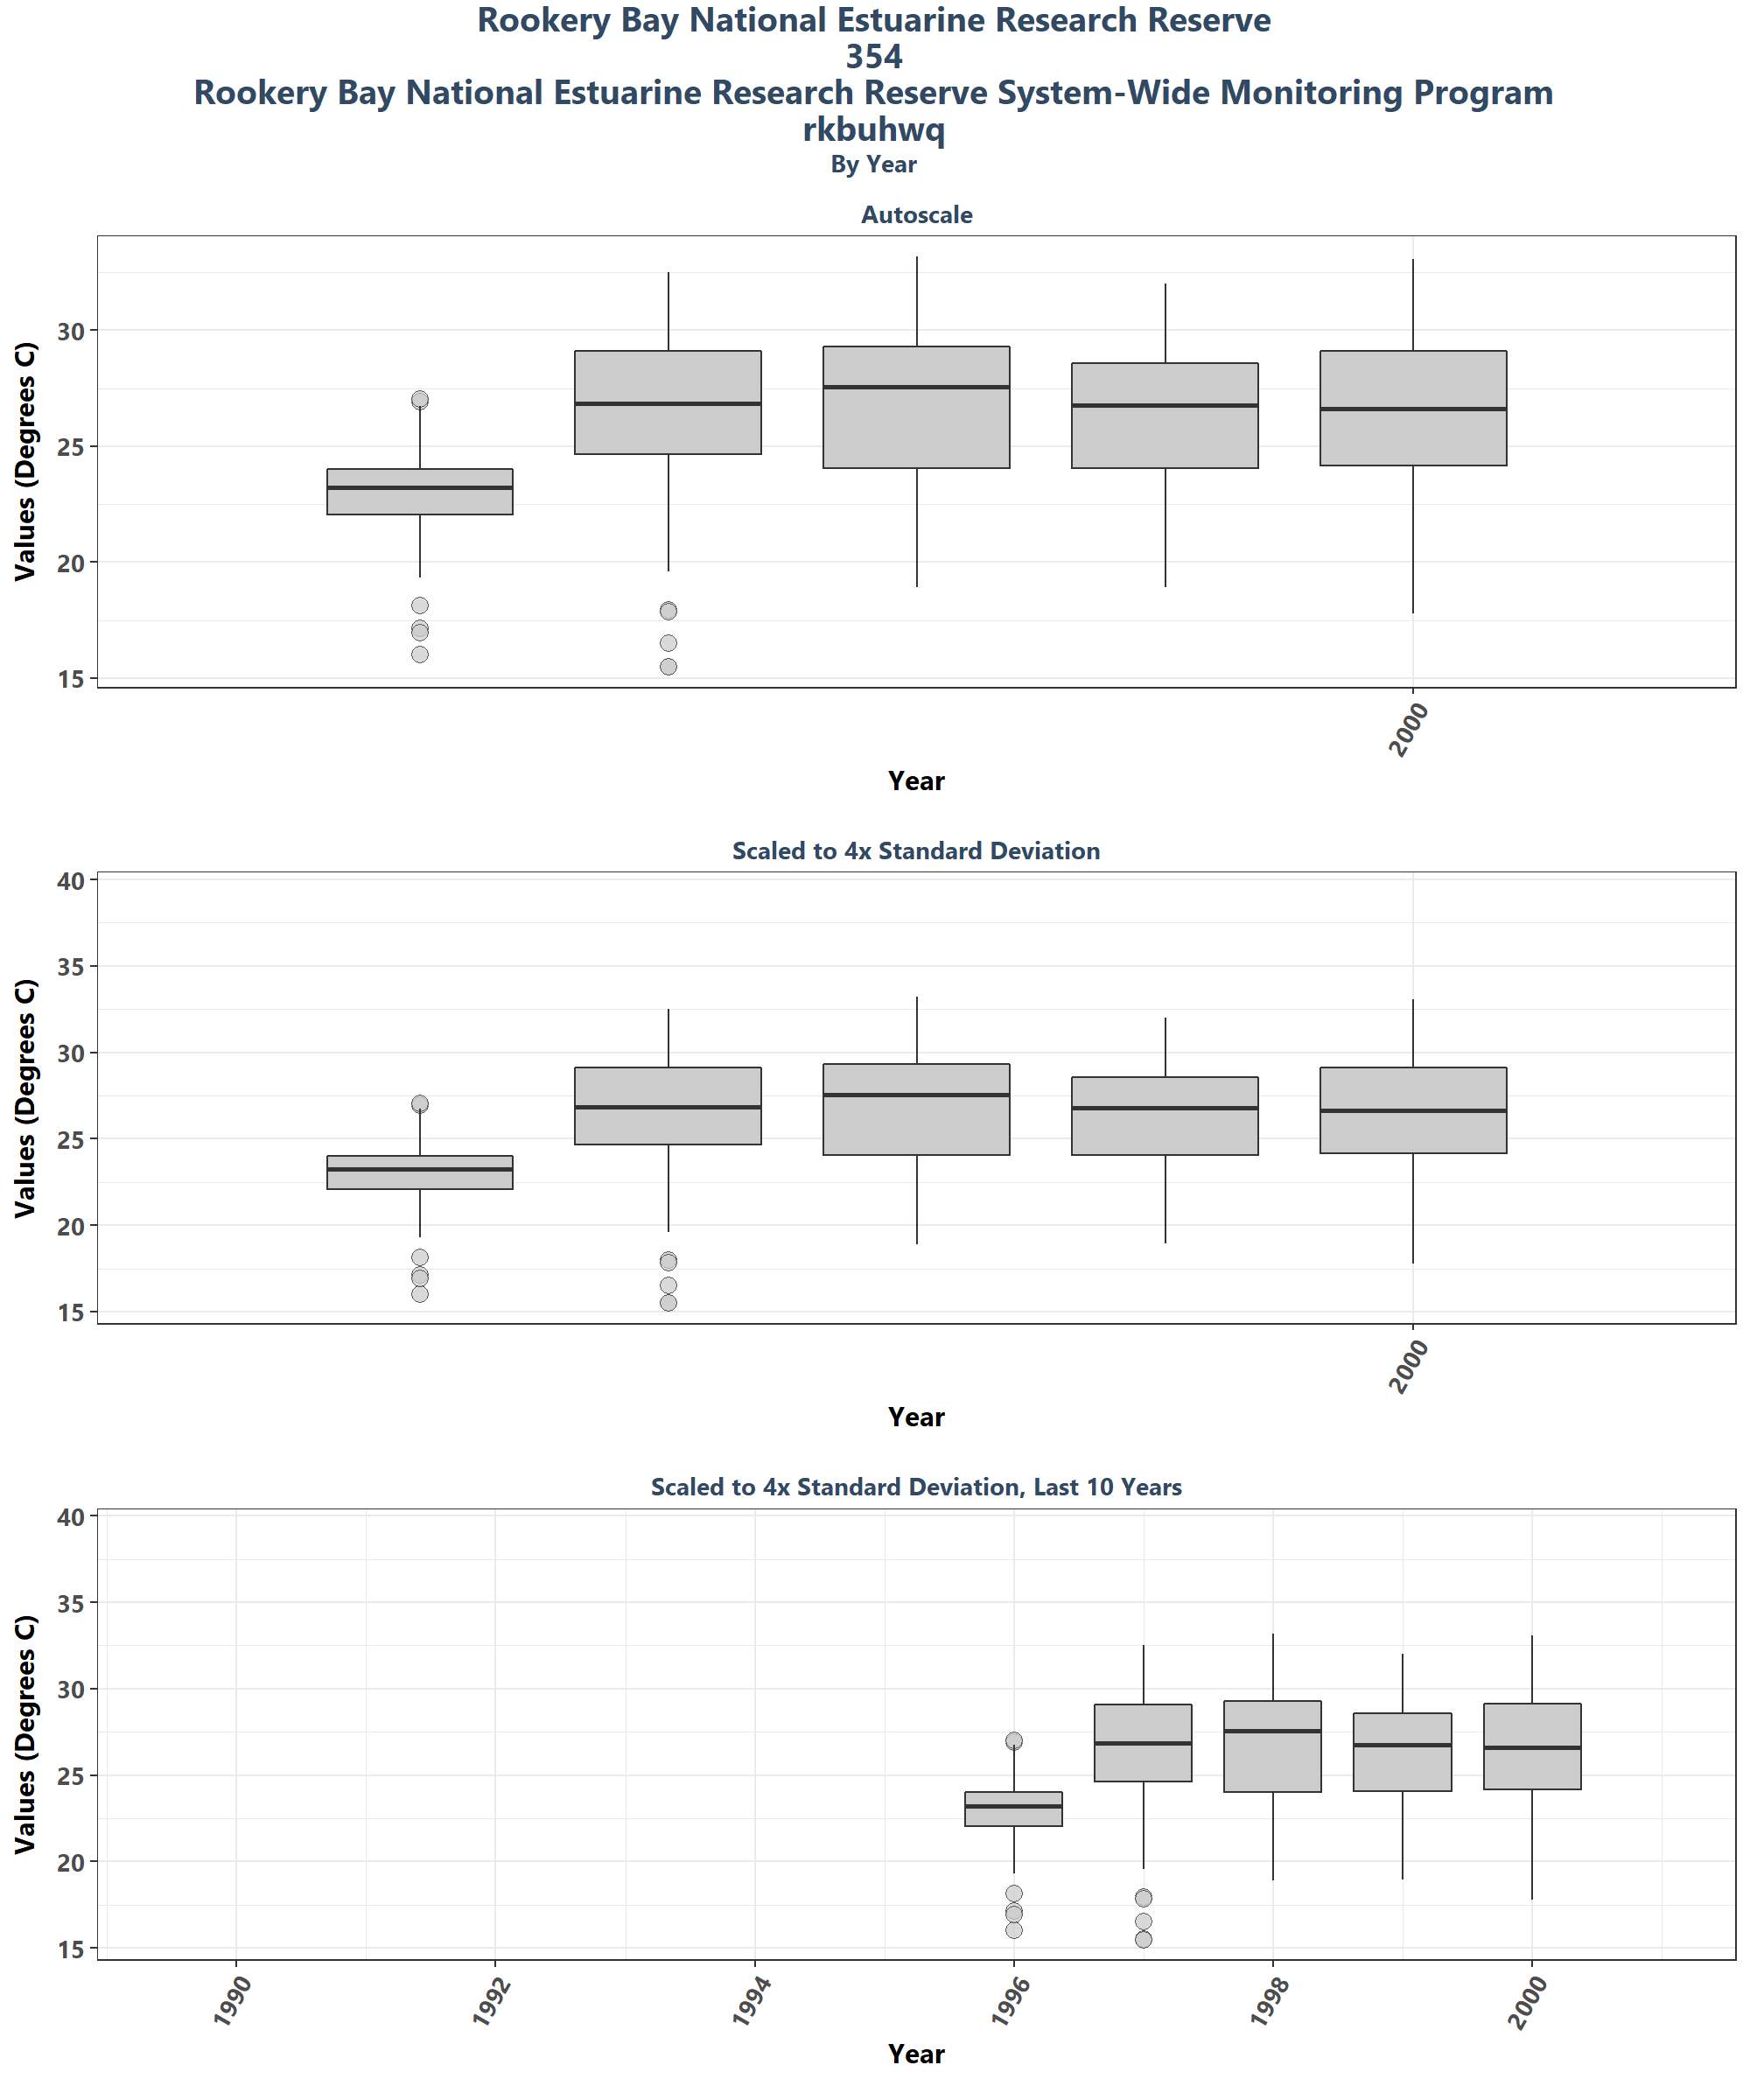 Rookery Bay National Estuarine Research Reserve
354
Rookery Bay National Estuarine Research Reserve System-Wide Monitoring Program
rkbuhwq
By Year
Autoscale
Values (Degrees C)
30
25
20
15
2000
Year
Scaled to 4x Standard Deviation
Values (Degrees C)
40
35
30
25
20
15
2000
Year
Scaled to 4x Standard Deviation, Last 10 Years
Values (Degrees C)
40
35
30
25
20
15
1990 1992 1994 1996 1998 2000
Year